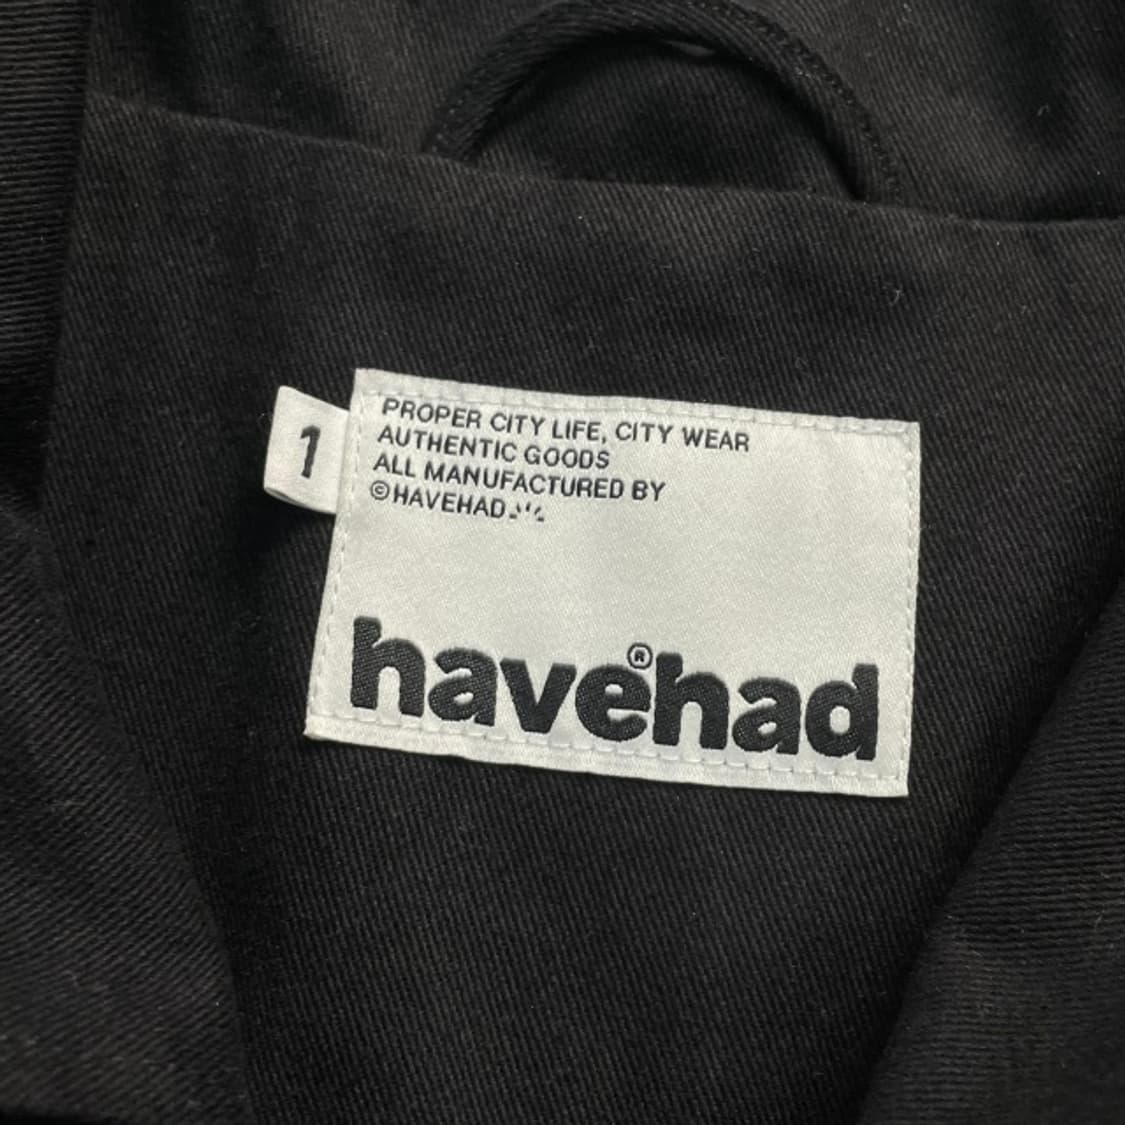 1
PROPER CITY LIFE, CITY WEAR
AUTHENTIC GOODS
ALL MANUFACTURED BY
©HAVEHAD
havehad®